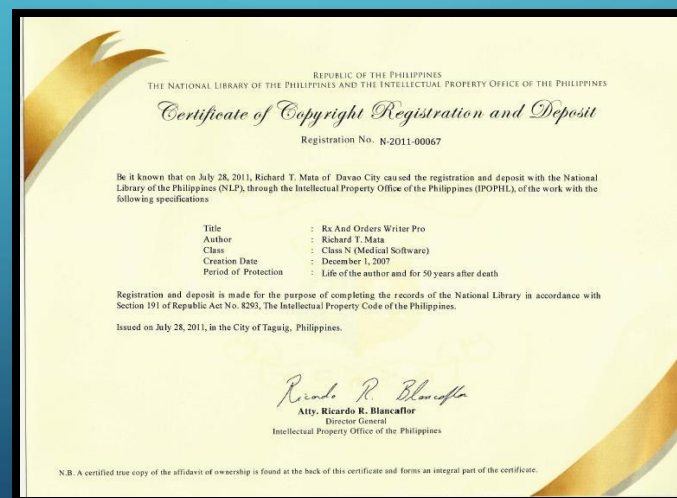 REPUBLIC OF THE PHILIPPINES
THE NATIONAL LIBRARY OF THE PHILIPPINES AND THE INTELLECTUAL PROPERTY OFFICE OF THE PHILIPPINES
Certificate of Copyright Registration and Deposit
Registration No. N-2011-00067
Be it known that on July 28, 2011, Richard T. Mata of Davao City caused the registration and deposit with the National
Library of the Philippines (NLP), through the Intellectual Property Office of the Philippines (IPOPHL), of the work with the
following specifications
Title : Rx And Orders Writer Pro
Author : Richard T. Mata
Class : Class N (Medical Software)
Creation Date : December 1, 2007
Period of Protection : Life of the author and for 50 years after death
Registration and deposit is made for the purpose of completing the records of the National Library in accordance with
Section 191 of Republic Act No. 8293, The Intellectual Property Code of the Philippines.
Issued on July 28, 2011, in the City of Taguig, Philippines.
Ricardo R. Blancaflor
Atty. Ricardo R. Blancaflor
Director General
Intellectual Property Office of the Philippines
N.B. A certified true copy of the affidavit of ownership is found at the back of this certificate and forms an integral part of the certificate.